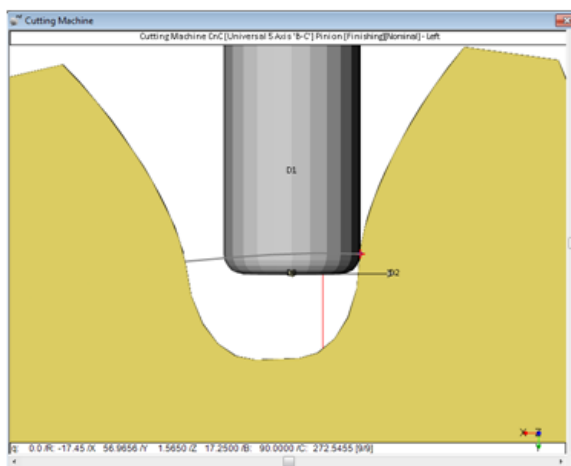 Cutting Machine
Cutting Machine CnC [Universal 5 Axis 'B-C'] Pinion [Finishing][Nominal] - Left
D1
D2
0.0 /R: -17.45 /X 56.9656 /Y 1.5650 /Z 17.2500 /B: 90.0000 /C: 272.5455 [9/9]